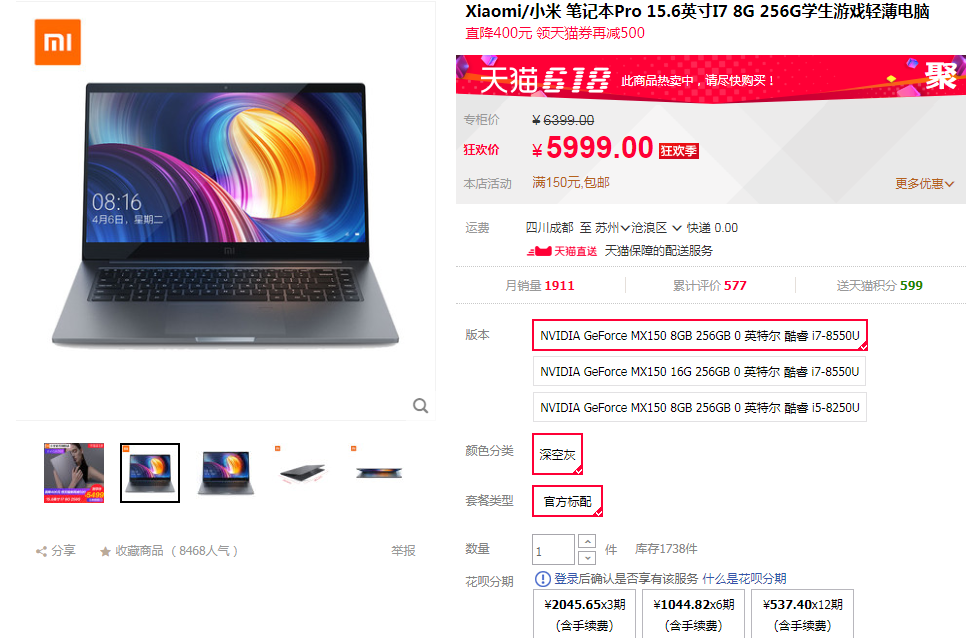 Xiaomi/小米 笔记本Pro 15.6英寸I7 8G 256G学生游戏轻薄电脑
直降400元 领天猫券再减500
天猫618 此商品热卖中，请尽快购买！ 聚
专柜价 ¥6399.00
狂欢价 ¥5999.00 狂欢季
本店活动 满150元,包邮 更多优惠
运费 四川成都 至 苏州 沧浪区 快递 0.00
天猫直送 天猫保障的配送服务
月销量 1911 累计评价 577 送天猫积分 599
版本 NVIDIA GeForce MX150 8GB 256GB 0 英特尔 酷睿 i7-8550U
NVIDIA GeForce MX150 16G 256GB 0 英特尔 酷睿 i7-8550U
NVIDIA GeForce MX150 8GB 256GB 0 英特尔 酷睿 i5-8250U
颜色分类 深空灰
套餐类型 官方标配
数量 1 件 库存1738件
花呗分期 登录后确认是否享有该服务 什么是花呗分期
¥2045.65x3期 ¥1044.82x6期 ¥537.40x12期
(含手续费) (含手续费) (含手续费)
mi
08:16
4月6日，星期二
mi
5499
分享 收藏商品 （8468人气） 举报